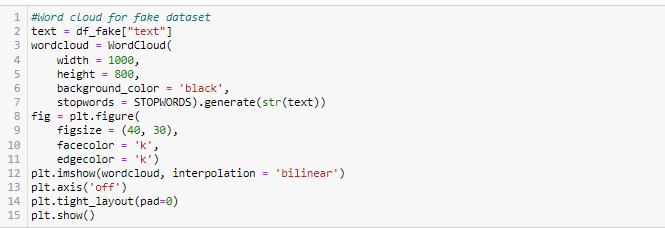 1 #Word cloud for fake dataset
2 text = df_fake["text"]
3 wordcloud = WordCloud(
4     width = 1000,
5     height = 800,
6     background_color = 'black',
7     stopwords = STOPWORDS).generate(str(text))
8 fig = plt.figure(
9     figsize = (40, 30),
10     facecolor = 'k',
11     edgecolor = 'k')
12 plt.imshow(wordcloud, interpolation = 'bilinear')
13 plt.axis('off')
14 plt.tight_layout(pad=0)
15 plt.show()